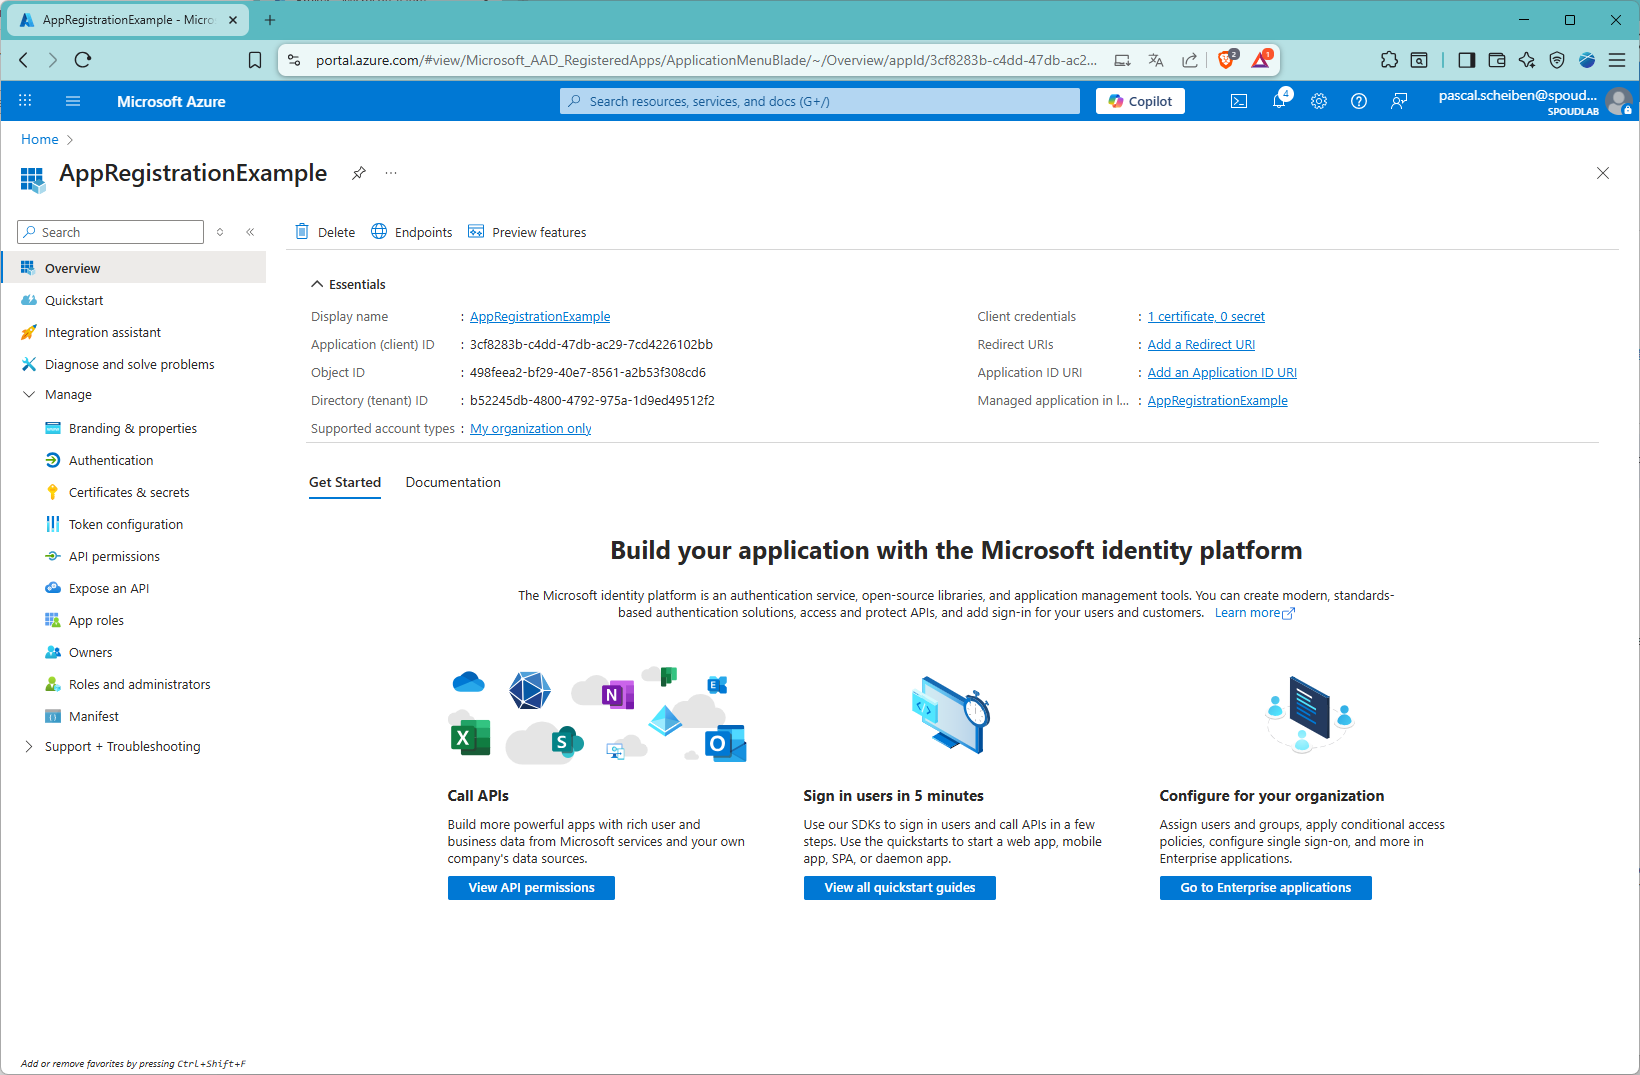 AppRegistrationExample - Micro
portal.azure.com/#view/Microsoft_AAD_RegisteredApps/ApplicationMenuBlade/~/Overview/appId/3cf8283b-c4dd-47db-ac2...
2
1
Microsoft Azure
Search resources, services, and docs (G+/)
Copilot
4
pascal.scheiben@spoud...
SPOUDLAB
Home
AppRegistrationExample
Search
Delete
Endpoints
Preview features
Overview
Quickstart
Integration assistant
Diagnose and solve problems
Manage
Branding & properties
Authentication
Certificates & secrets
Token configuration
API permissions
Expose an API
App roles
Owners
Roles and administrators
Manifest
Support + Troubleshooting
Essentials
Display name : AppRegistrationExample
Application (client) ID : 3cf8283b-c4dd-47db-ac29-7cd4226102bb
Object ID : 498feea2-bf29-40e7-8561-a2b53f308cd6
Directory (tenant) ID : b52245db-4800-4792-975a-1d9ed49512f2
Supported account types : My organization only
Client credentials : 1 certificate, 0 secret
Redirect URIs : Add a Redirect URI
Application ID URI : Add an Application ID URI
Managed application in l... : AppRegistrationExample
Get Started
Documentation
Build your application with the Microsoft identity platform
The Microsoft identity platform is an authentication service, open-source libraries, and application management tools. You can create modern, standards-
based authentication solutions, access and protect APIs, and add sign-in for your users and customers. Learn more
N
E
X
S
O
Call APIs
Build more powerful apps with rich user and
business data from Microsoft services and your own
company's data sources.
View API permissions
Sign in users in 5 minutes
Use our SDKs to sign in users and call APIs in a few
steps. Use the quickstarts to start a web app, mobile
app, SPA, or daemon app.
View all quickstart guides
Configure for your organization
Assign users and groups, apply conditional access
policies, configure single sign-on, and more in
Enterprise applications.
Go to Enterprise applications
Add or remove favorites by pressing Ctrl+Shift+F